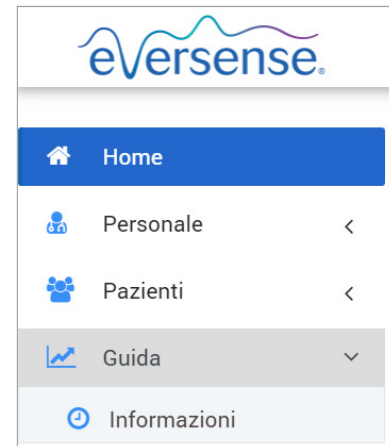 eversense®
Home
Personale
Pazienti
Guida
Informazioni